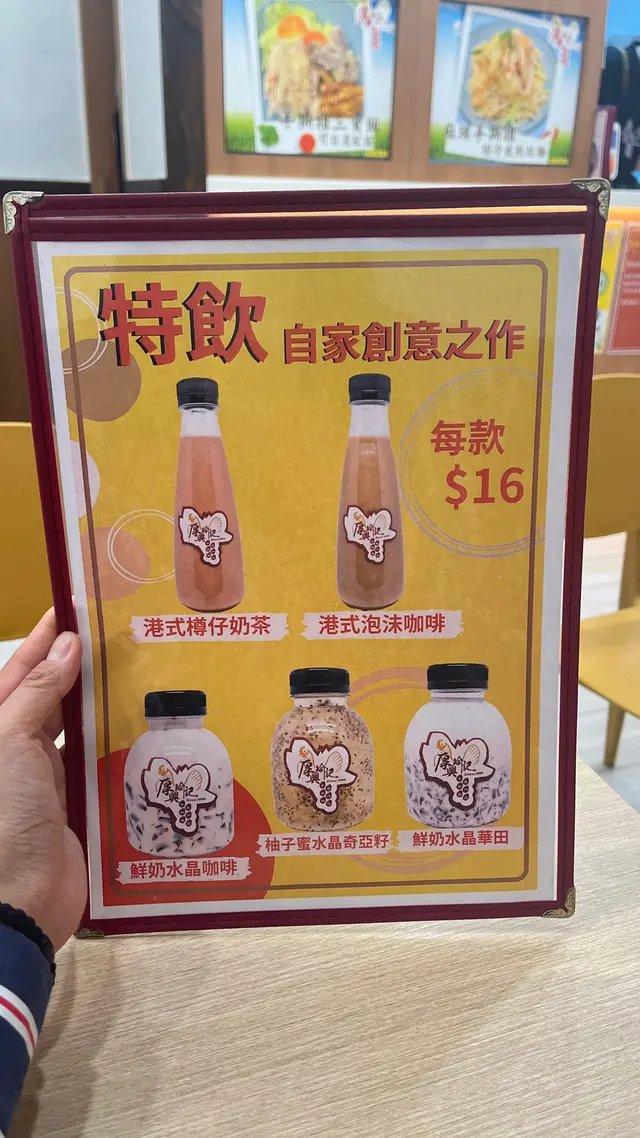 特飲 自家創意之作
每款
$16
港式樽仔奶茶
港式泡沫咖啡
鮮奶水晶咖啡
柚子蜜水晶奇亞籽
鮮奶水晶華田